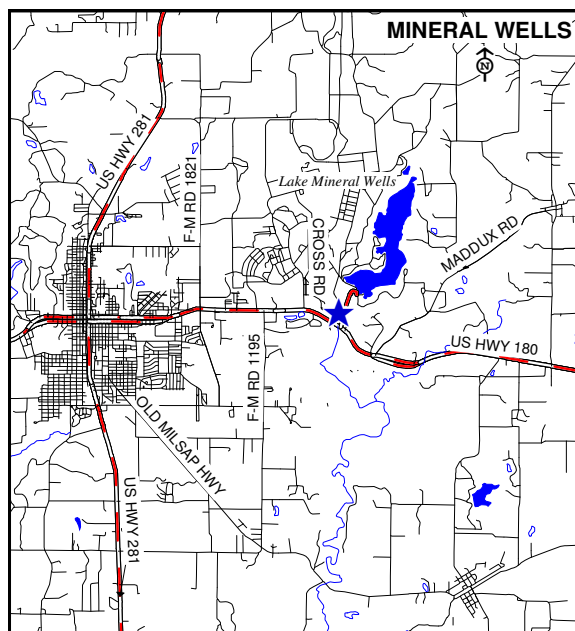 MINERAL WELLS
N
US HWY 281
F-M RD 1821
Lake Mineral Wells
CROSS RD
MADDUX RD
US HWY 180
F-M RD 1195
OLD MILSAP HWY
US HWY 281